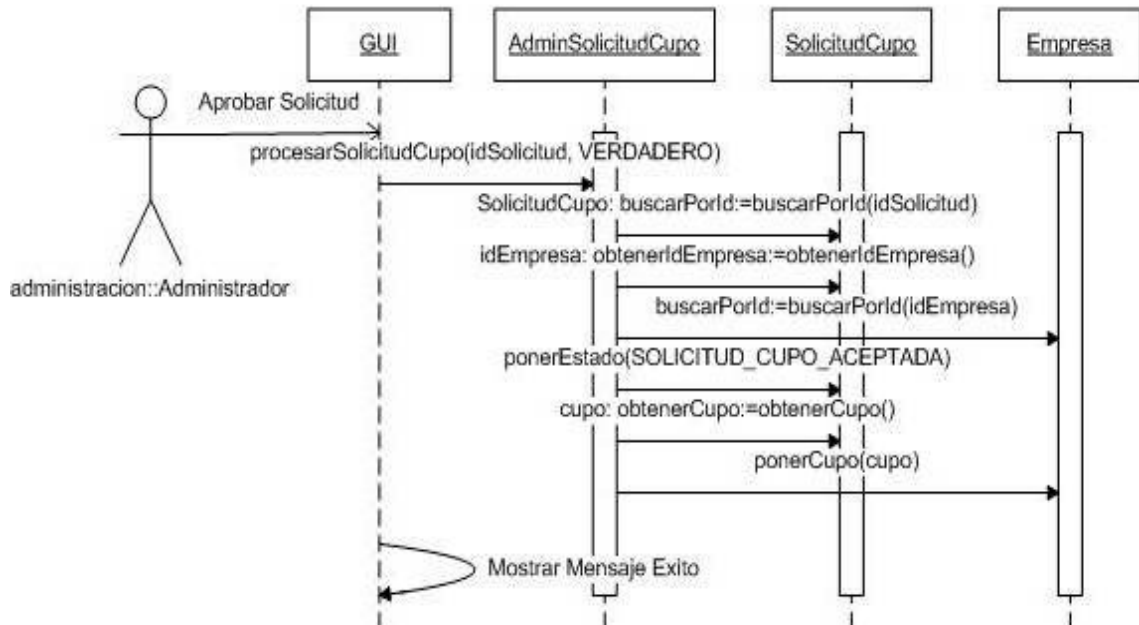 GUI
AdminSolicitudCupo
SolicitudCupo
Empresa
Aprobar Solicitud
procesarSolicitudCupo(idSolicitud, VERDADERO)
SolicitudCupo: buscarPorId:=buscarPorId(idSolicitud)
idEmpresa: obtenerIdEmpresa:=obtenerIdEmpresa()
administracion::Administrador
buscarPorId:=buscarPorId(idEmpresa)
ponerEstado(SOLICITUD_CUPO_ACEPTADA)
cupo: obtenerCupo:=obtenerCupo()
ponerCupo(cupo)
Mostrar Mensaje Exito